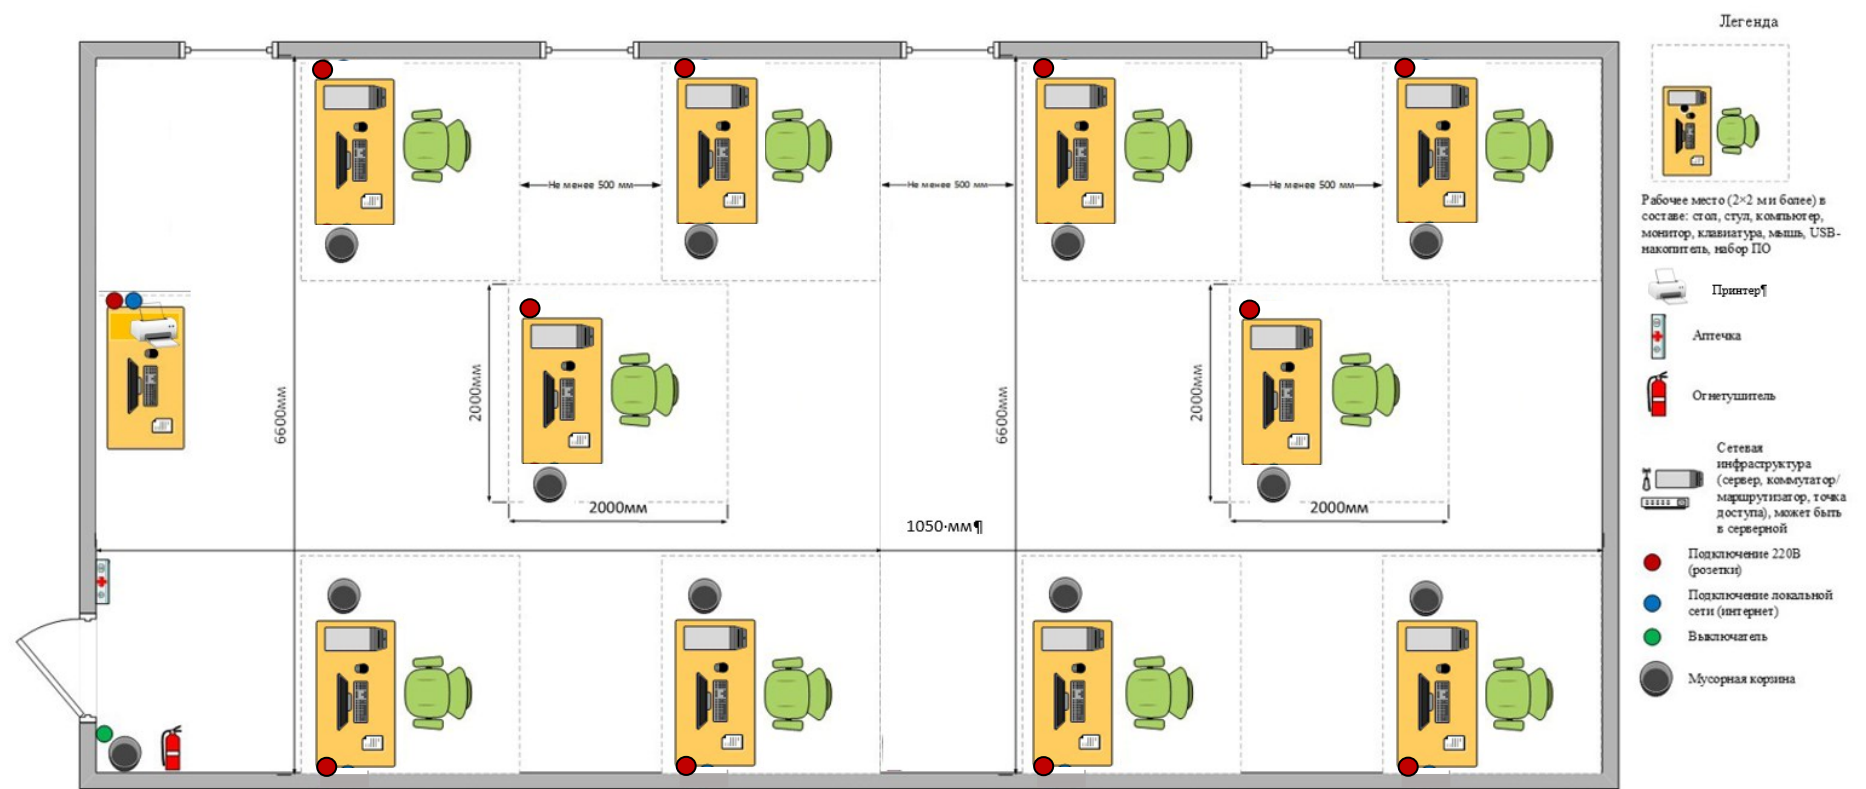 Легенда
Не менее 500 мм
Не менее 500 мм
Не менее 500 мм
Рабочее место (2×2 м и более) в
составе: стол, стул, компьютер,
монитор, клавиатура, мышь, USB-
накопитель, набор ПО
Принтер¶
Аптечка
Огнетушитель
6600мм
2000мм
6600мм
2000мм
2000мм
2000мм
1050·мм¶
Сетевая
инфраструктура
(сервер, коммутатор/
маршрутизатор, точка
доступа), может быть
в серверной
Подключение 220В
(розетки)
Подключение локальной
сети (интернет)
Выключатель
Мусорная корзина